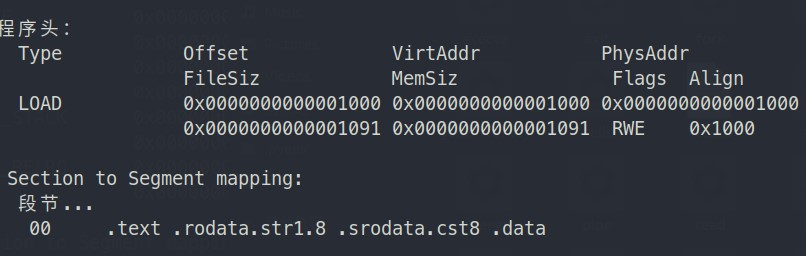 程序头：
Type Offset VirtAddr PhysAddr
FileSiz MemSiz Flags Align
LOAD 0x0000000000001000 0x0000000000001000 0x0000000000001000
0x0000000000001091 0x0000000000001091 RWE 0x1000
Section to Segment mapping:
段节...
00 .text .rodata.str1.8 .srodata.cst8 .data